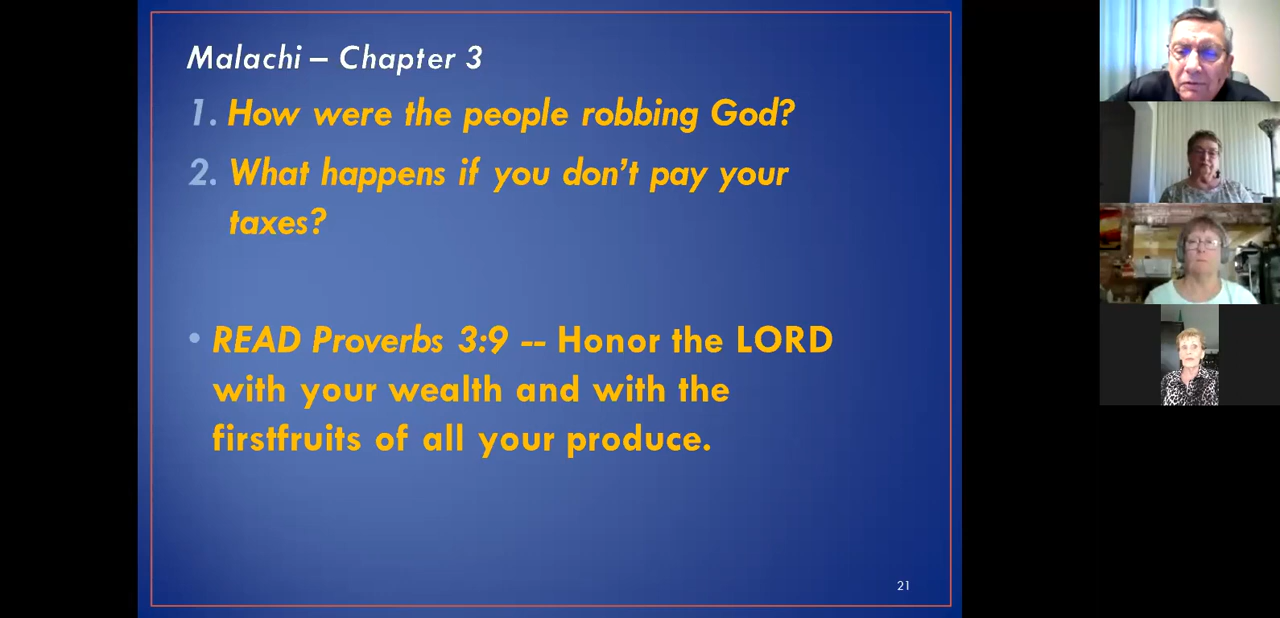 Malachi – Chapter 3
1. How were the people robbing God?
2. What happens if you don’t pay your
taxes?
• READ Proverbs 3:9 -- Honor the LORD
with your wealth and with the
firstfruits of all your produce.
21